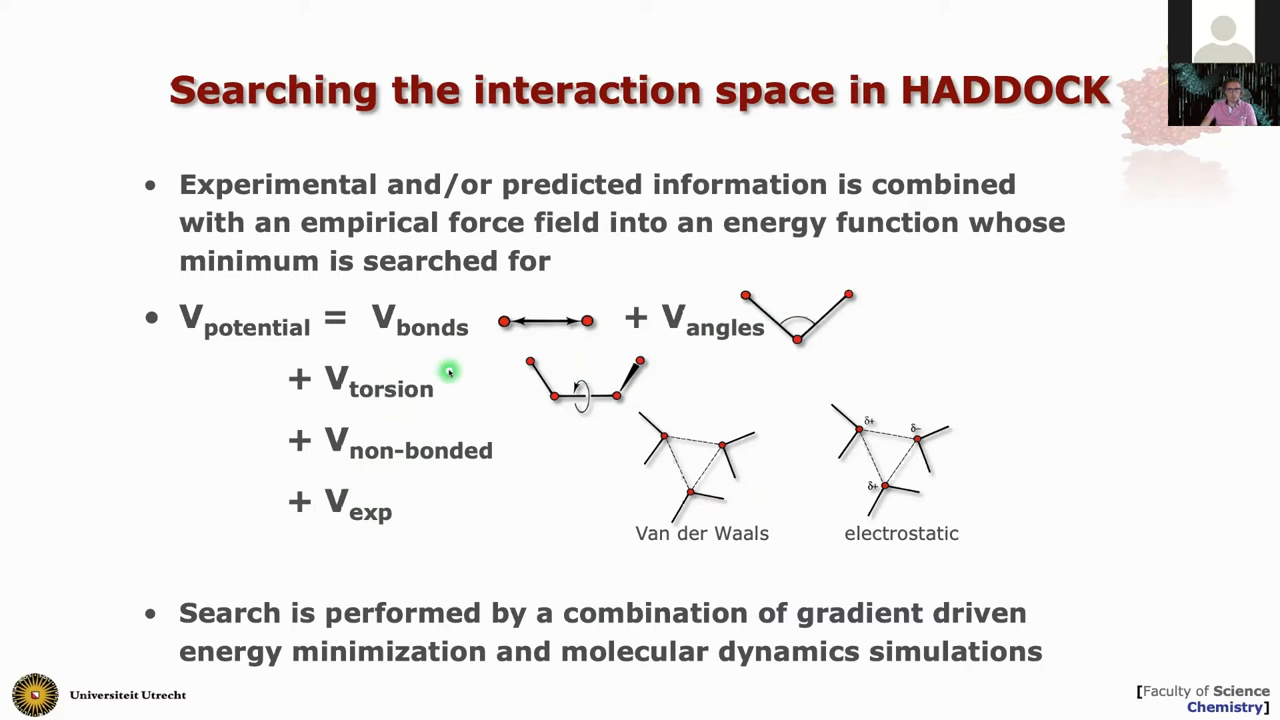 Searching the interaction space in HADDOCK
• Experimental and/or predicted information is combined
with an empirical force field into an energy function whose
minimum is searched for
• Vpotential = Vbonds + Vangles
+ Vtorsion
+ Vnon-bonded
+ Vexp
δ+ δ-
δ+
Van der Waals electrostatic
• Search is performed by a combination of gradient driven
energy minimization and molecular dynamics simulations
Universiteit Utrecht
[Faculty of Science
Chemistry]